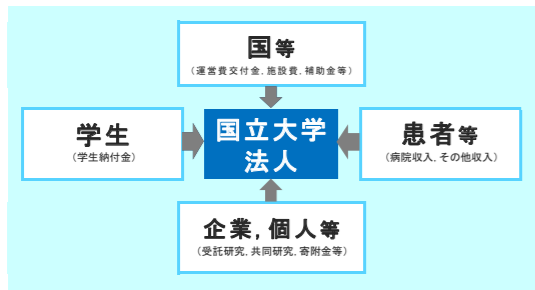 国等
(運営費交付金, 施設費, 補助金等)
学生
(学生納付金)
国立大学
法人
患者等
(病院収入, その他収入)
企業, 個人等
(受託研究, 共同研究, 寄附金等)